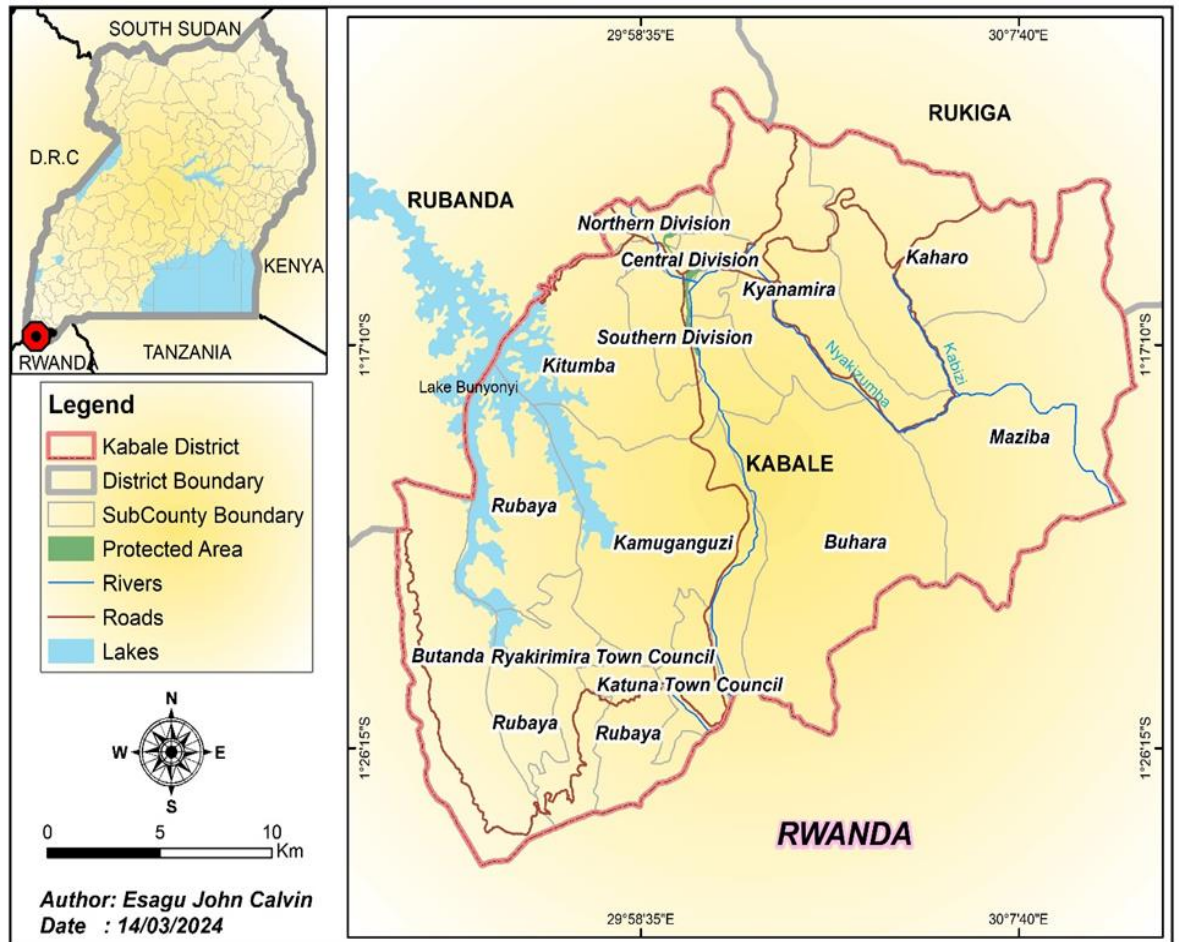 SOUTH SUDAN
D.R.C
KENYA
RWANDA
TANZANIA
Legend
Kabale District
District Boundary
SubCounty Boundary
Protected Area
Rivers
Roads
Lakes
N
W E
S
0 5 10
Km
Author: Esagu John Calvin
Date : 14/03/2024
29°58'35"E 30°7'40"E
RUKIGA
RUBANDA
Northern Division
Central Division
Kaharo
Kyanamira
Southern Division
1°17'10"S 1°17'10"S
Kitumba
Nyakizumba
Kabizi
Lake Bunyonyi
Maziba
KABALE
Rubaya
Kamuganguzi
Buhara
Butanda Ryakirimira Town Council
Katuna Town Council
Rubaya
Rubaya
1°26'15"S 1°26'15"S
RWANDA
29°58'35"E 30°7'40"E